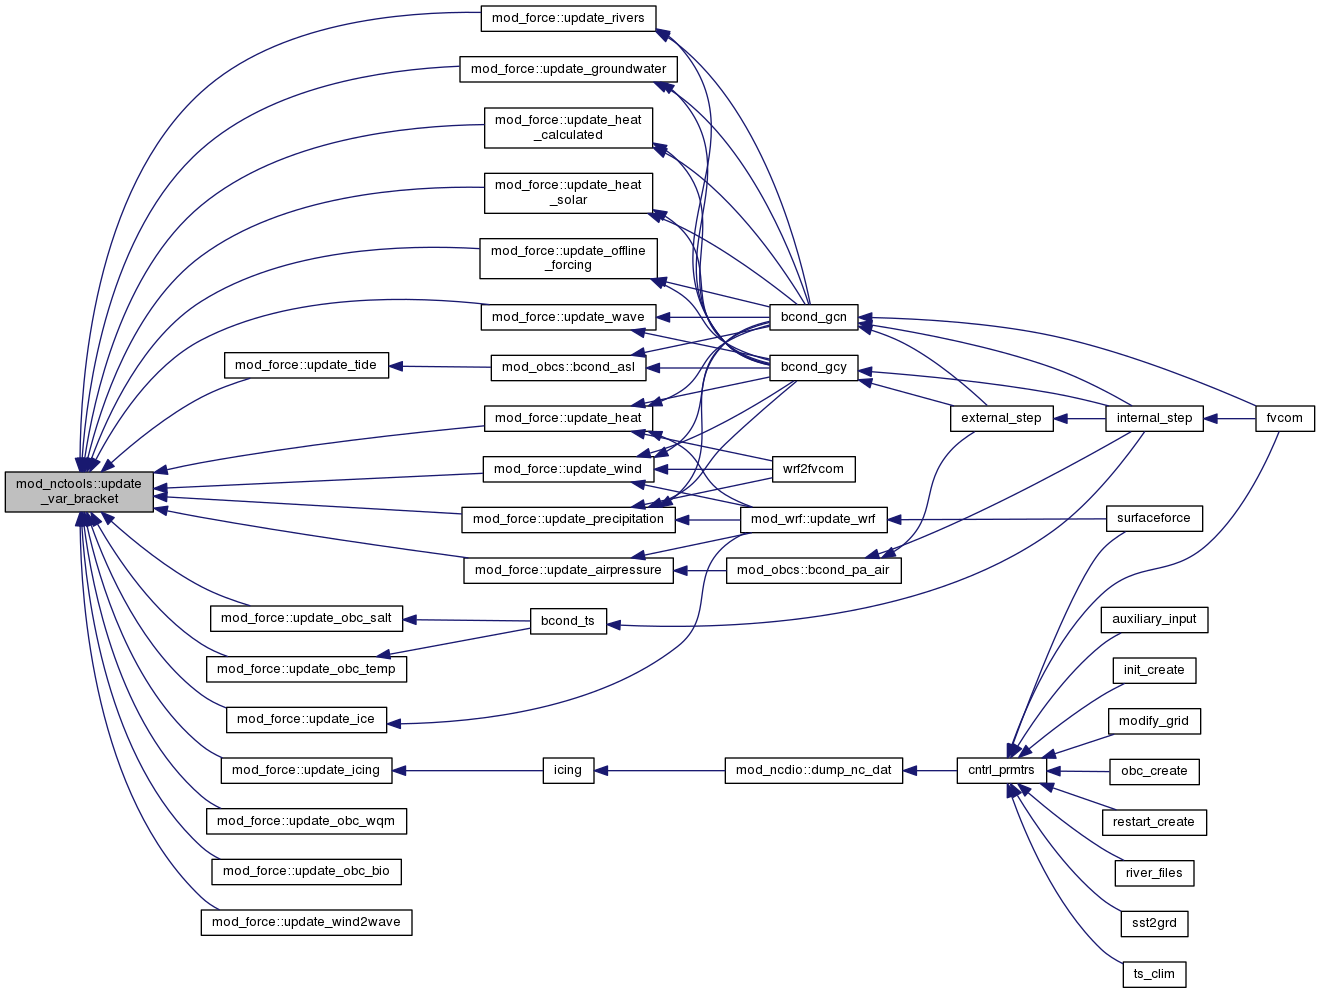 mod_force::update_rivers
mod_force::update_groundwater
mod_force::update_heat
_calculated
mod_force::update_heat
_solar
mod_force::update_offline
_forcing
mod_force::update_wave
bcond_gcn
mod_force::update_tide
mod_obcs::bcond_asl
bcond_gcy
mod_force::update_heat
external_step
internal_step
fvcom
mod_nctools::update
_var_bracket
mod_force::update_wind
wrf2fvcom
mod_force::update_precipitation
mod_wrf::update_wrf
surfaceforce
mod_force::update_airpressure
mod_obcs::bcond_pa_air
mod_force::update_obc_salt
bcond_ts
auxiliary_input
mod_force::update_obc_temp
init_create
mod_force::update_ice
modify_grid
mod_force::update_icing
icing
mod_ncdio::dump_nc_dat
cntrl_prmtrs
obc_create
mod_force::update_obc_wqm
restart_create
mod_force::update_obc_bio
river_files
mod_force::update_wind2wave
sst2grd
ts_clim